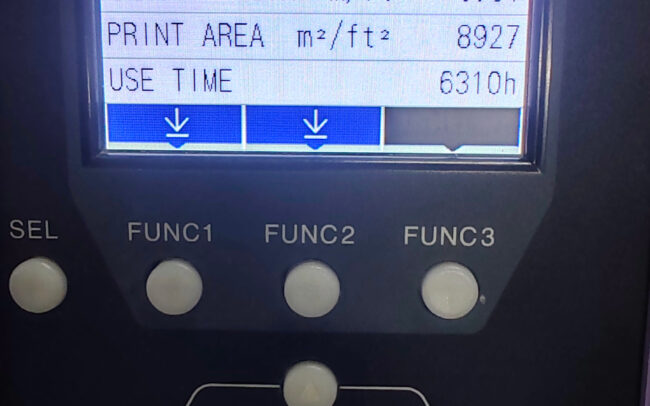 PRINT AREA m²/ft² 8927
USE TIME 6310h
SEL FUNC1 FUNC2 FUNC3